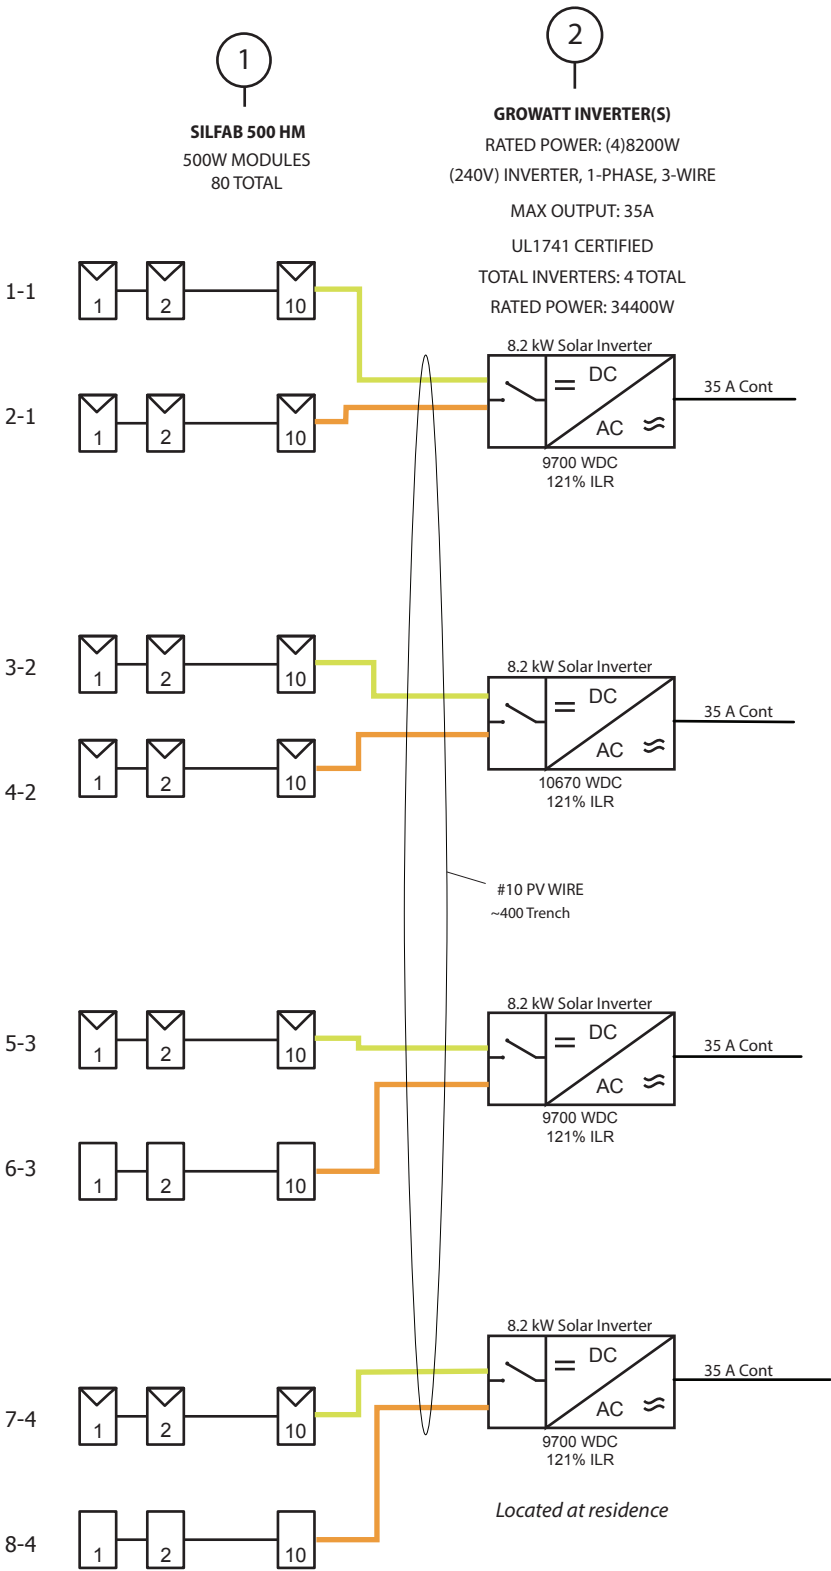 1
SILFAB 500 HM
500W MODULES
80 TOTAL
2
GROWATT INVERTER(S)
RATED POWER: (4)8200W
(240V) INVERTER, 1-PHASE, 3-WIRE
MAX OUTPUT: 35A
UL1741 CERTIFIED
TOTAL INVERTERS: 4 TOTAL
RATED POWER: 34400W
1-1
1 2 10
2-1
1 2 10
8.2 kW Solar Inverter
DC
AC
35 A Cont
9700 WDC
121% ILR
3-2
1 2 10
4-2
1 2 10
8.2 kW Solar Inverter
DC
AC
35 A Cont
10670 WDC
121% ILR
#10 PV WIRE
~400 Trench
5-3
1 2 10
6-3
1 2 10
8.2 kW Solar Inverter
DC
AC
35 A Cont
9700 WDC
121% ILR
7-4
1 2 10
8-4
1 2 10
8.2 kW Solar Inverter
DC
AC
35 A Cont
9700 WDC
121% ILR
Located at residence